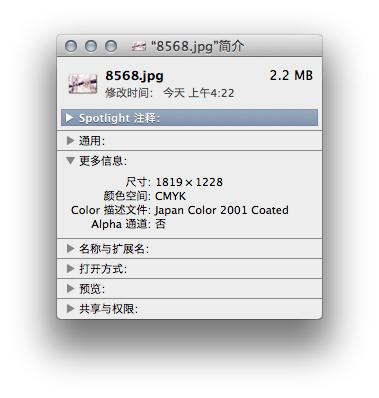 “8568.jpg”简介
8568.jpg 2.2 MB
修改时间： 今天 上午4:22
Spotlight 注释：
通用：
更多信息：
尺寸：1819×1228
颜色空间：CMYK
Color 描述文件：Japan Color 2001 Coated
Alpha 通道：否
名称与扩展名：
打开方式：
预览：
共享与权限：